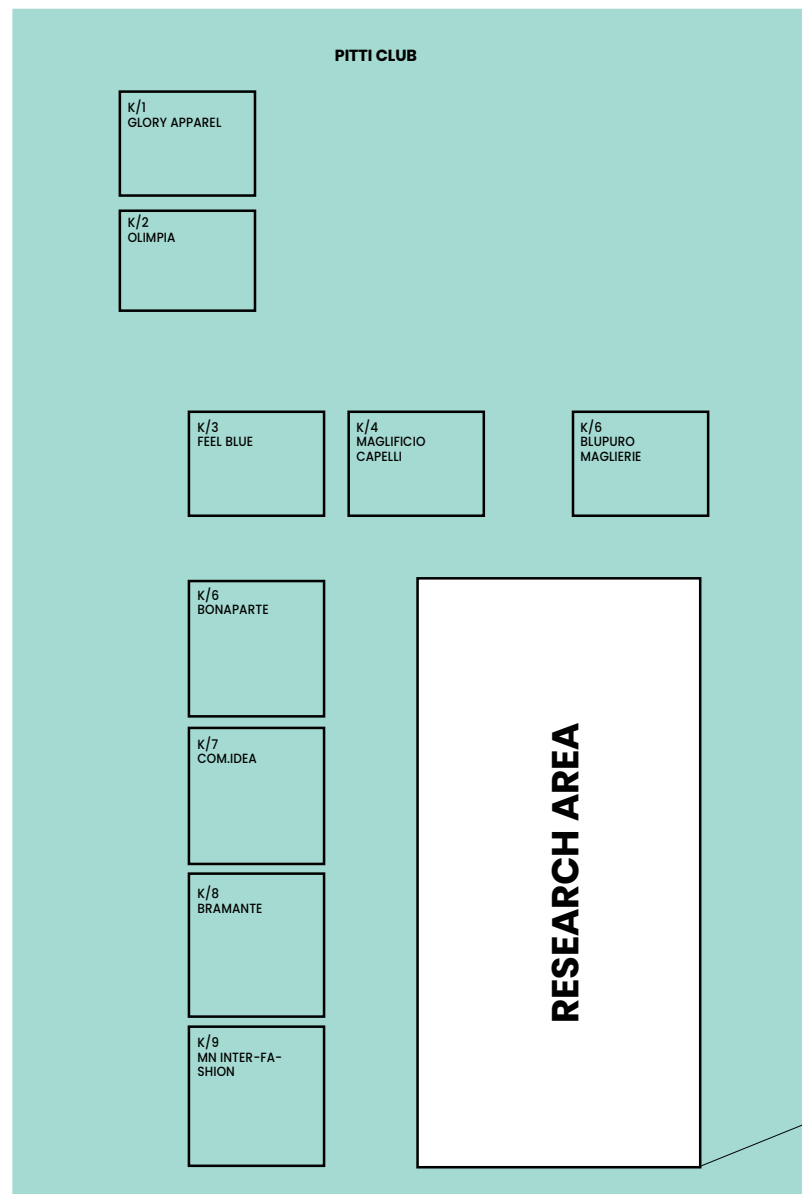 PITTI CLUB
K/1
GLORY APPAREL
K/2
OLIMPIA
K/3
FEEL BLUE
K/4
MAGLIFICIO
CAPELLI
K/6
BLUPURO
MAGLIERIE
K/6
BONAPARTE
K/7
COM.IDEA
K/8
BRAMANTE
K/9
MN INTER-FA-
SHION
RESEARCH AREA